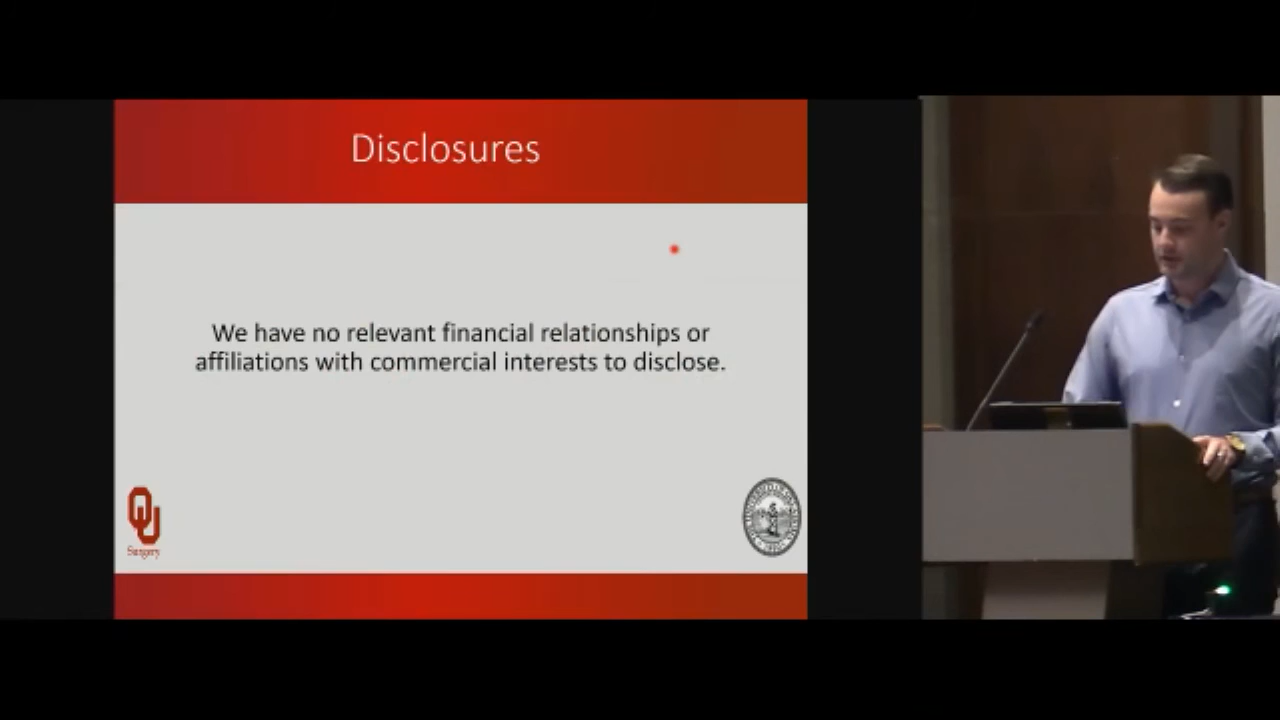 Disclosures
We have no relevant financial relationships or
affiliations with commercial interests to disclose.
OU
Surgery